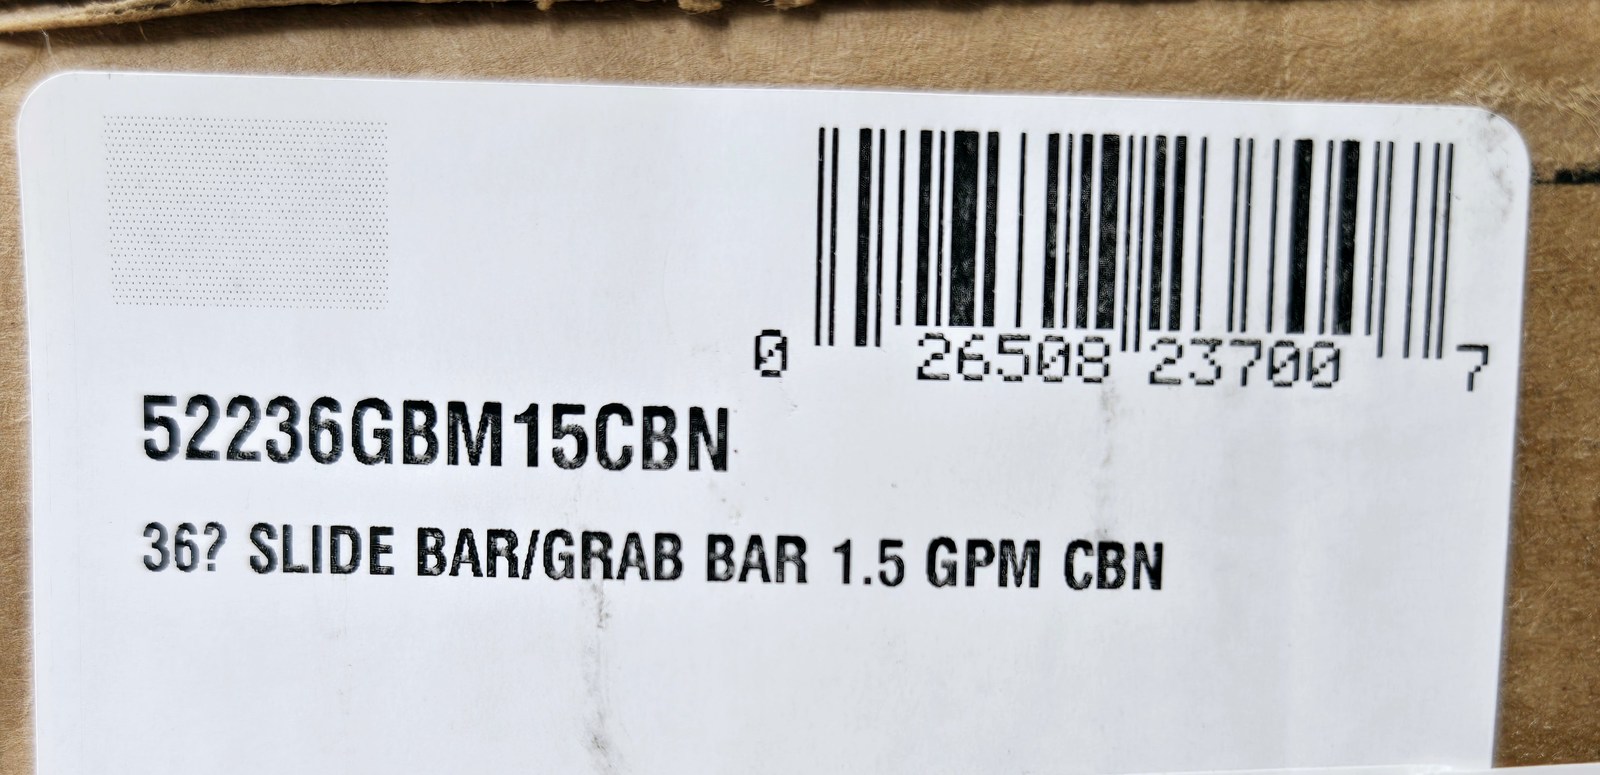 0 26508 23700 7
52236GBM15CBN
36? SLIDE BAR/GRAB BAR 1.5 GPM CBN